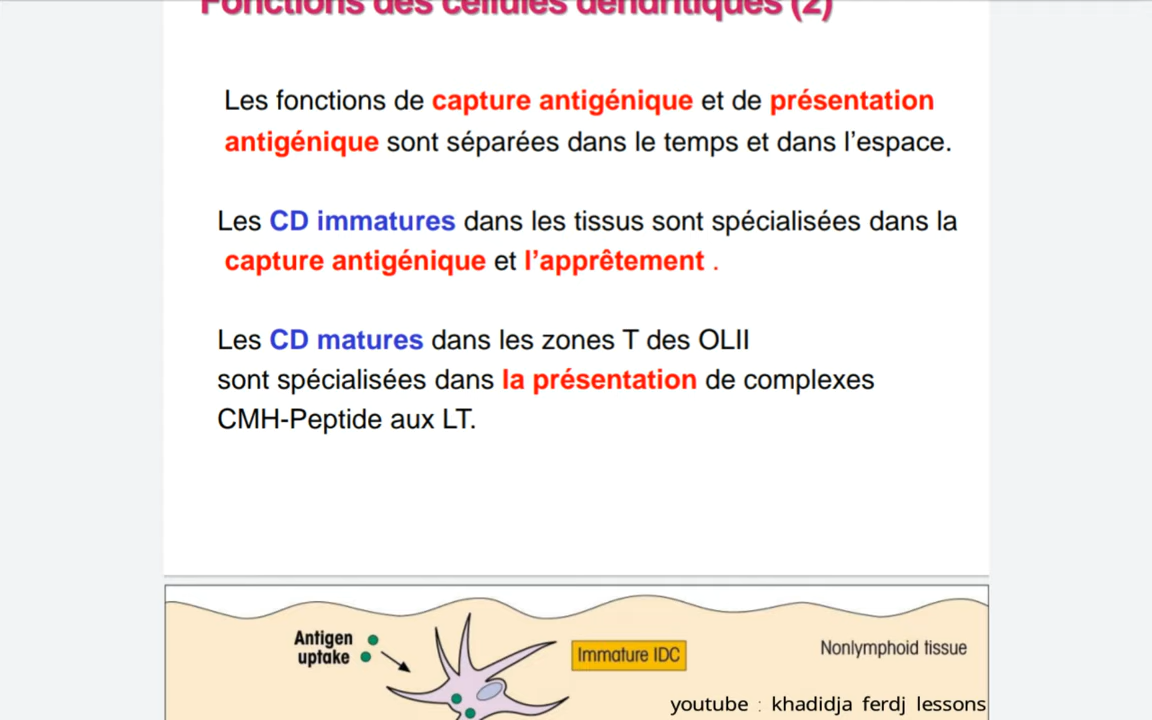 Fonctions des cellules dendritiques (2)
Les fonctions de capture antigénique et de présentation
antigénique sont séparées dans le temps et dans l’espace.
Les CD immatures dans les tissus sont spécialisées dans la
capture antigénique et l’apprêtement .
Les CD matures dans les zones T des OLII
sont spécialisées dans la présentation de complexes
CMH-Peptide aux LT.
Antigen
uptake
Immature IDC
Nonlymphoid tissue
youtube : khadidja ferdj lessons